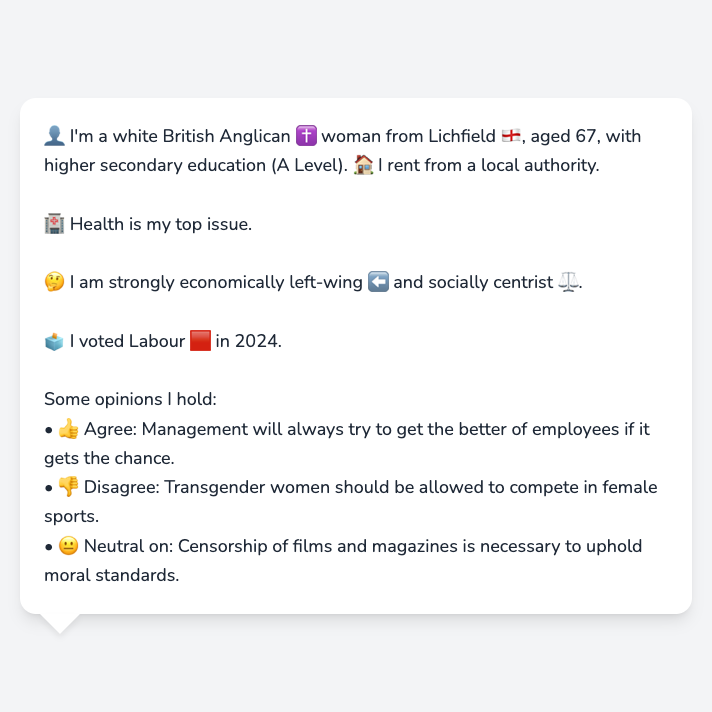 👤 I'm a white British Anglican ✝️ woman from Lichfield 🏴󠁧󠁢󠁥󠁮󠁧󠁿, aged 67, with
higher secondary education (A Level). 🏠 I rent from a local authority.
🏥 Health is my top issue.
🤔 I am strongly economically left-wing ⬅️ and socially centrist ⚖️.
🗳️ I voted Labour 🟥 in 2024.
Some opinions I hold:
• 👍 Agree: Management will always try to get the better of employees if it
gets the chance.
• 👎 Disagree: Transgender women should be allowed to compete in female
sports.
• 😐 Neutral on: Censorship of films and magazines is necessary to uphold
moral standards.